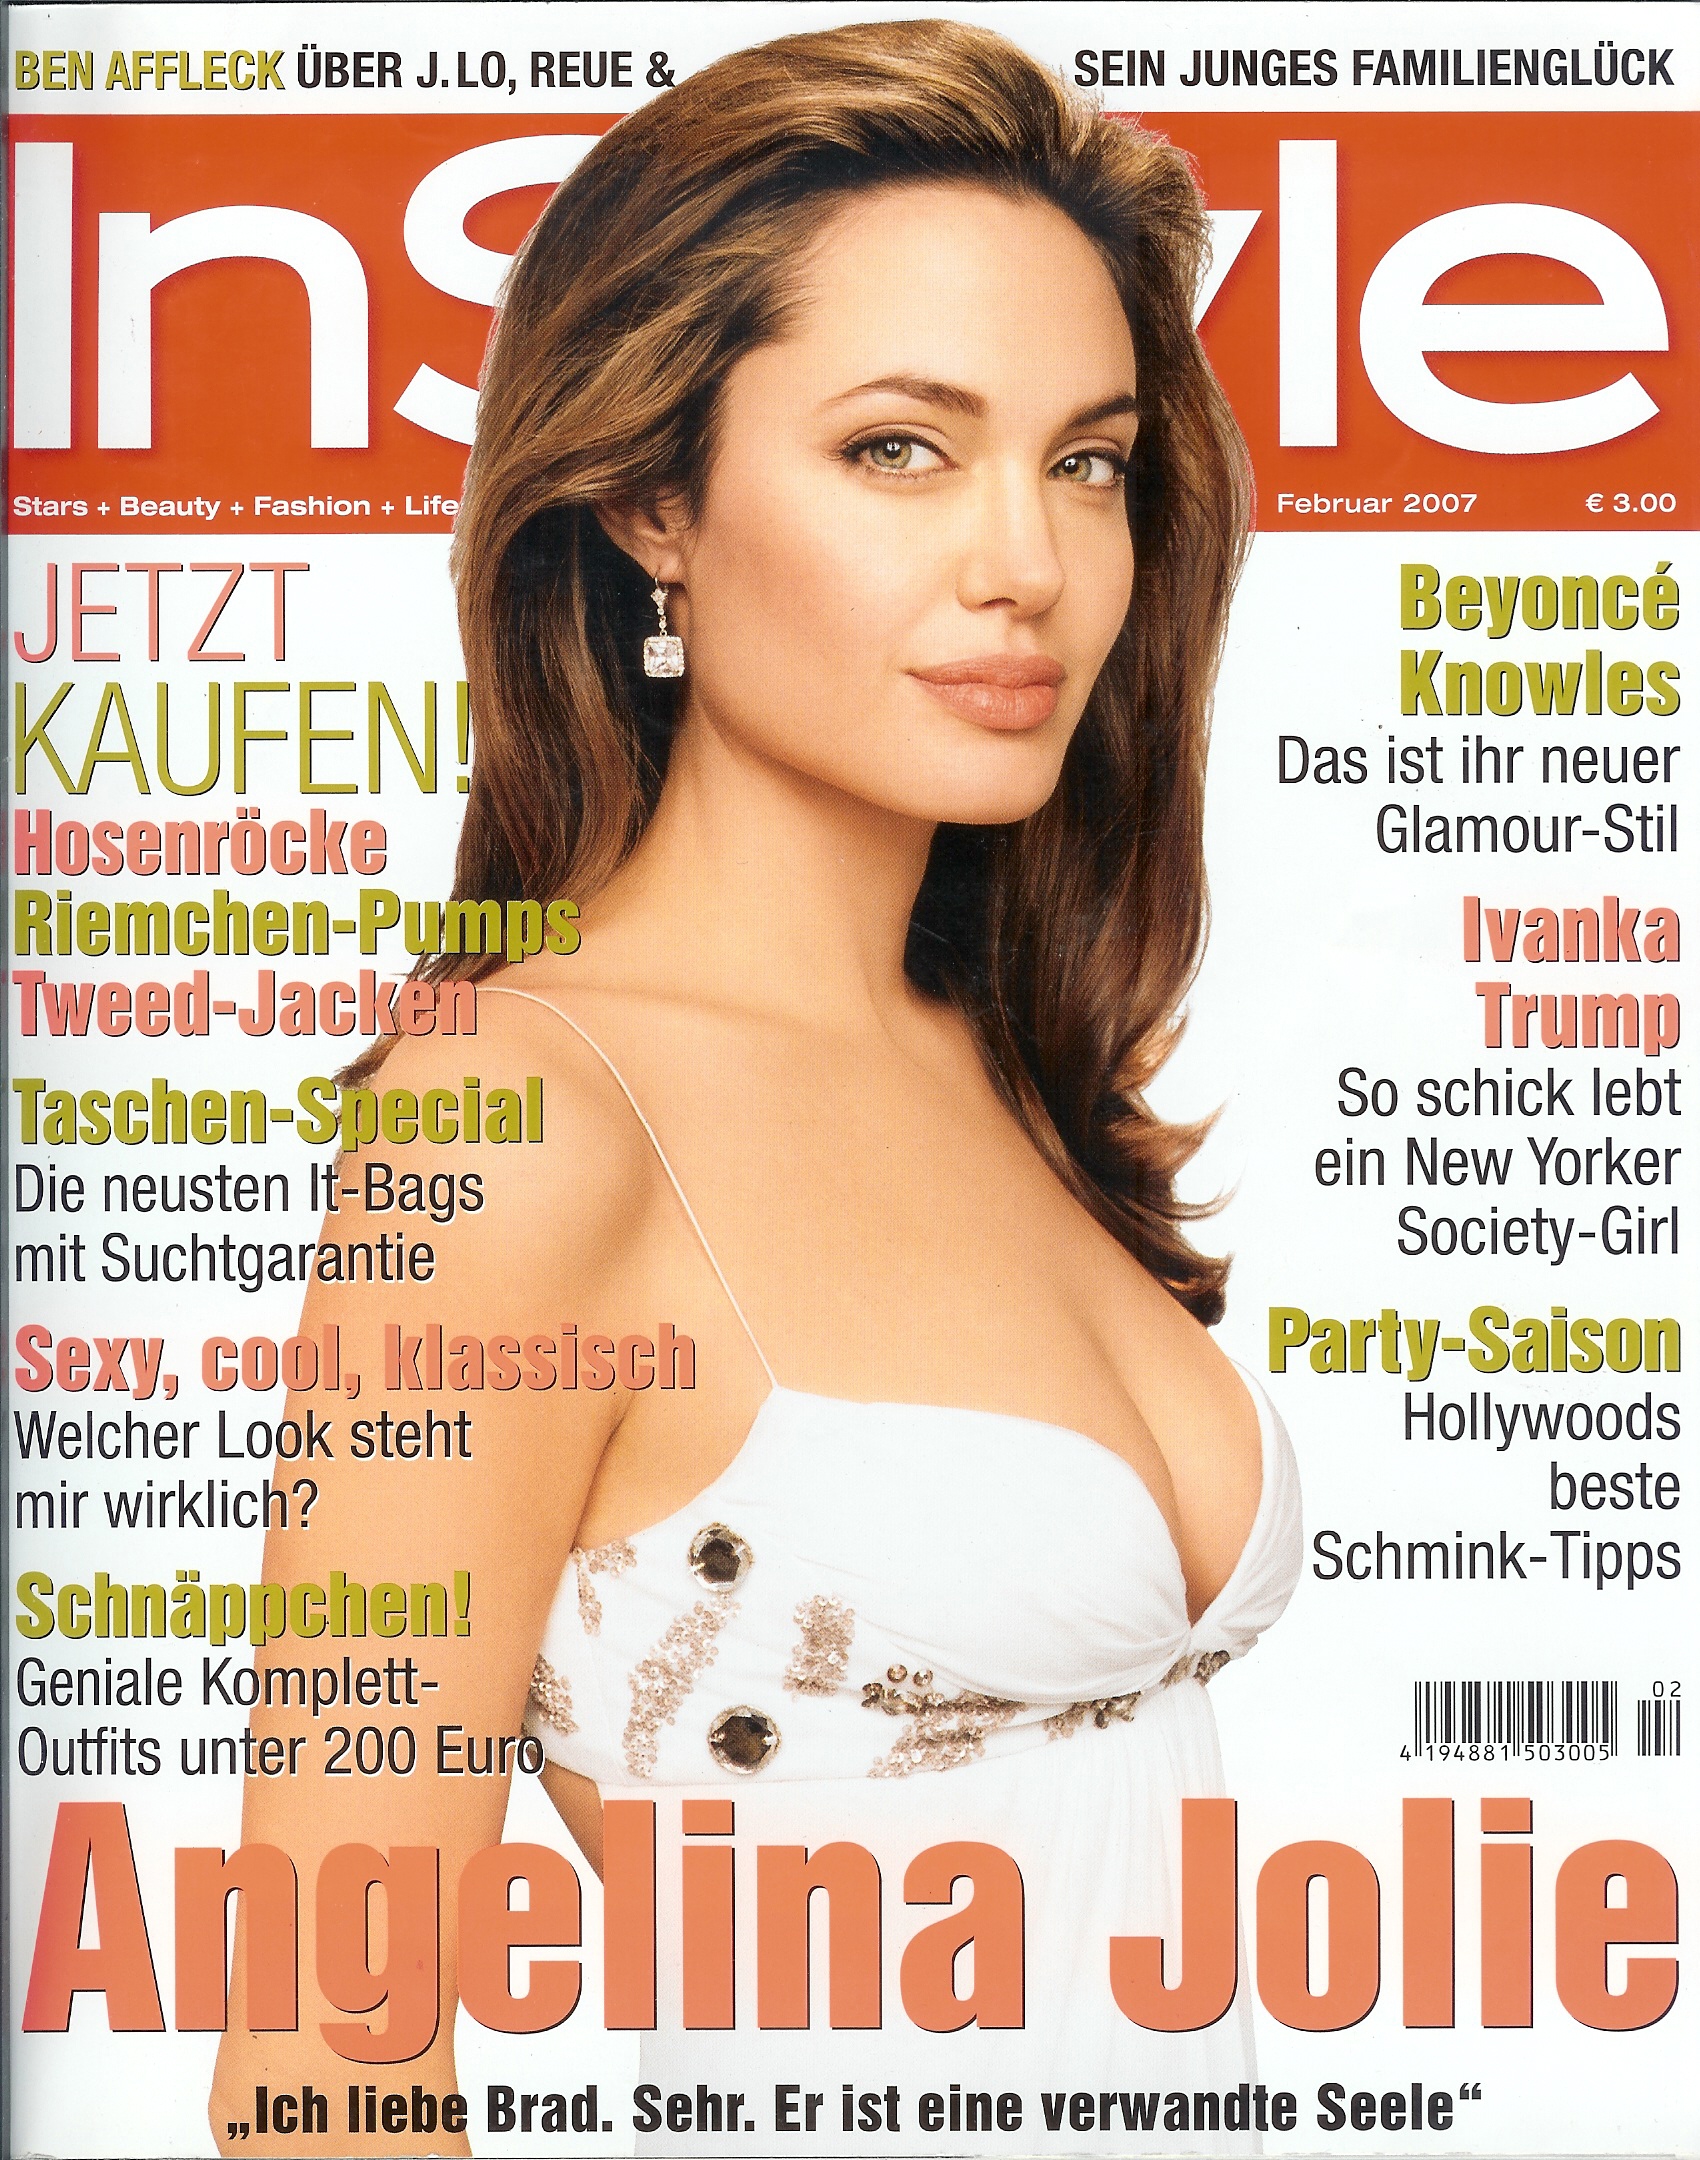 BEN AFFLECK ÜBER J.LO, REUE & SEIN JUNGES FAMILIENGLÜCK
InStyle
Stars + Beauty + Fashion + Life
Februar 2007 € 3.00
JETZT
KAUFEN!
Hosenröcke
Riemchen-Pumps
Tweed-Jacken
Taschen-Special
Die neusten It-Bags
mit Suchtgarantie
Sexy, cool, klassisch
Welcher Look steht
mir wirklich?
Schnäppchen!
Geniale Komplett-
Outfits unter 200 Euro
Beyoncé
Knowles
Das ist ihr neuer
Glamour-Stil
Ivanka
Trump
So schick lebt
ein New Yorker
Society-Girl
Party-Saison
Hollywoods
beste
Schmink-Tipps
02
4 194881 503005
Angelina Jolie
„Ich liebe Brad. Sehr. Er ist eine verwandte Seele“